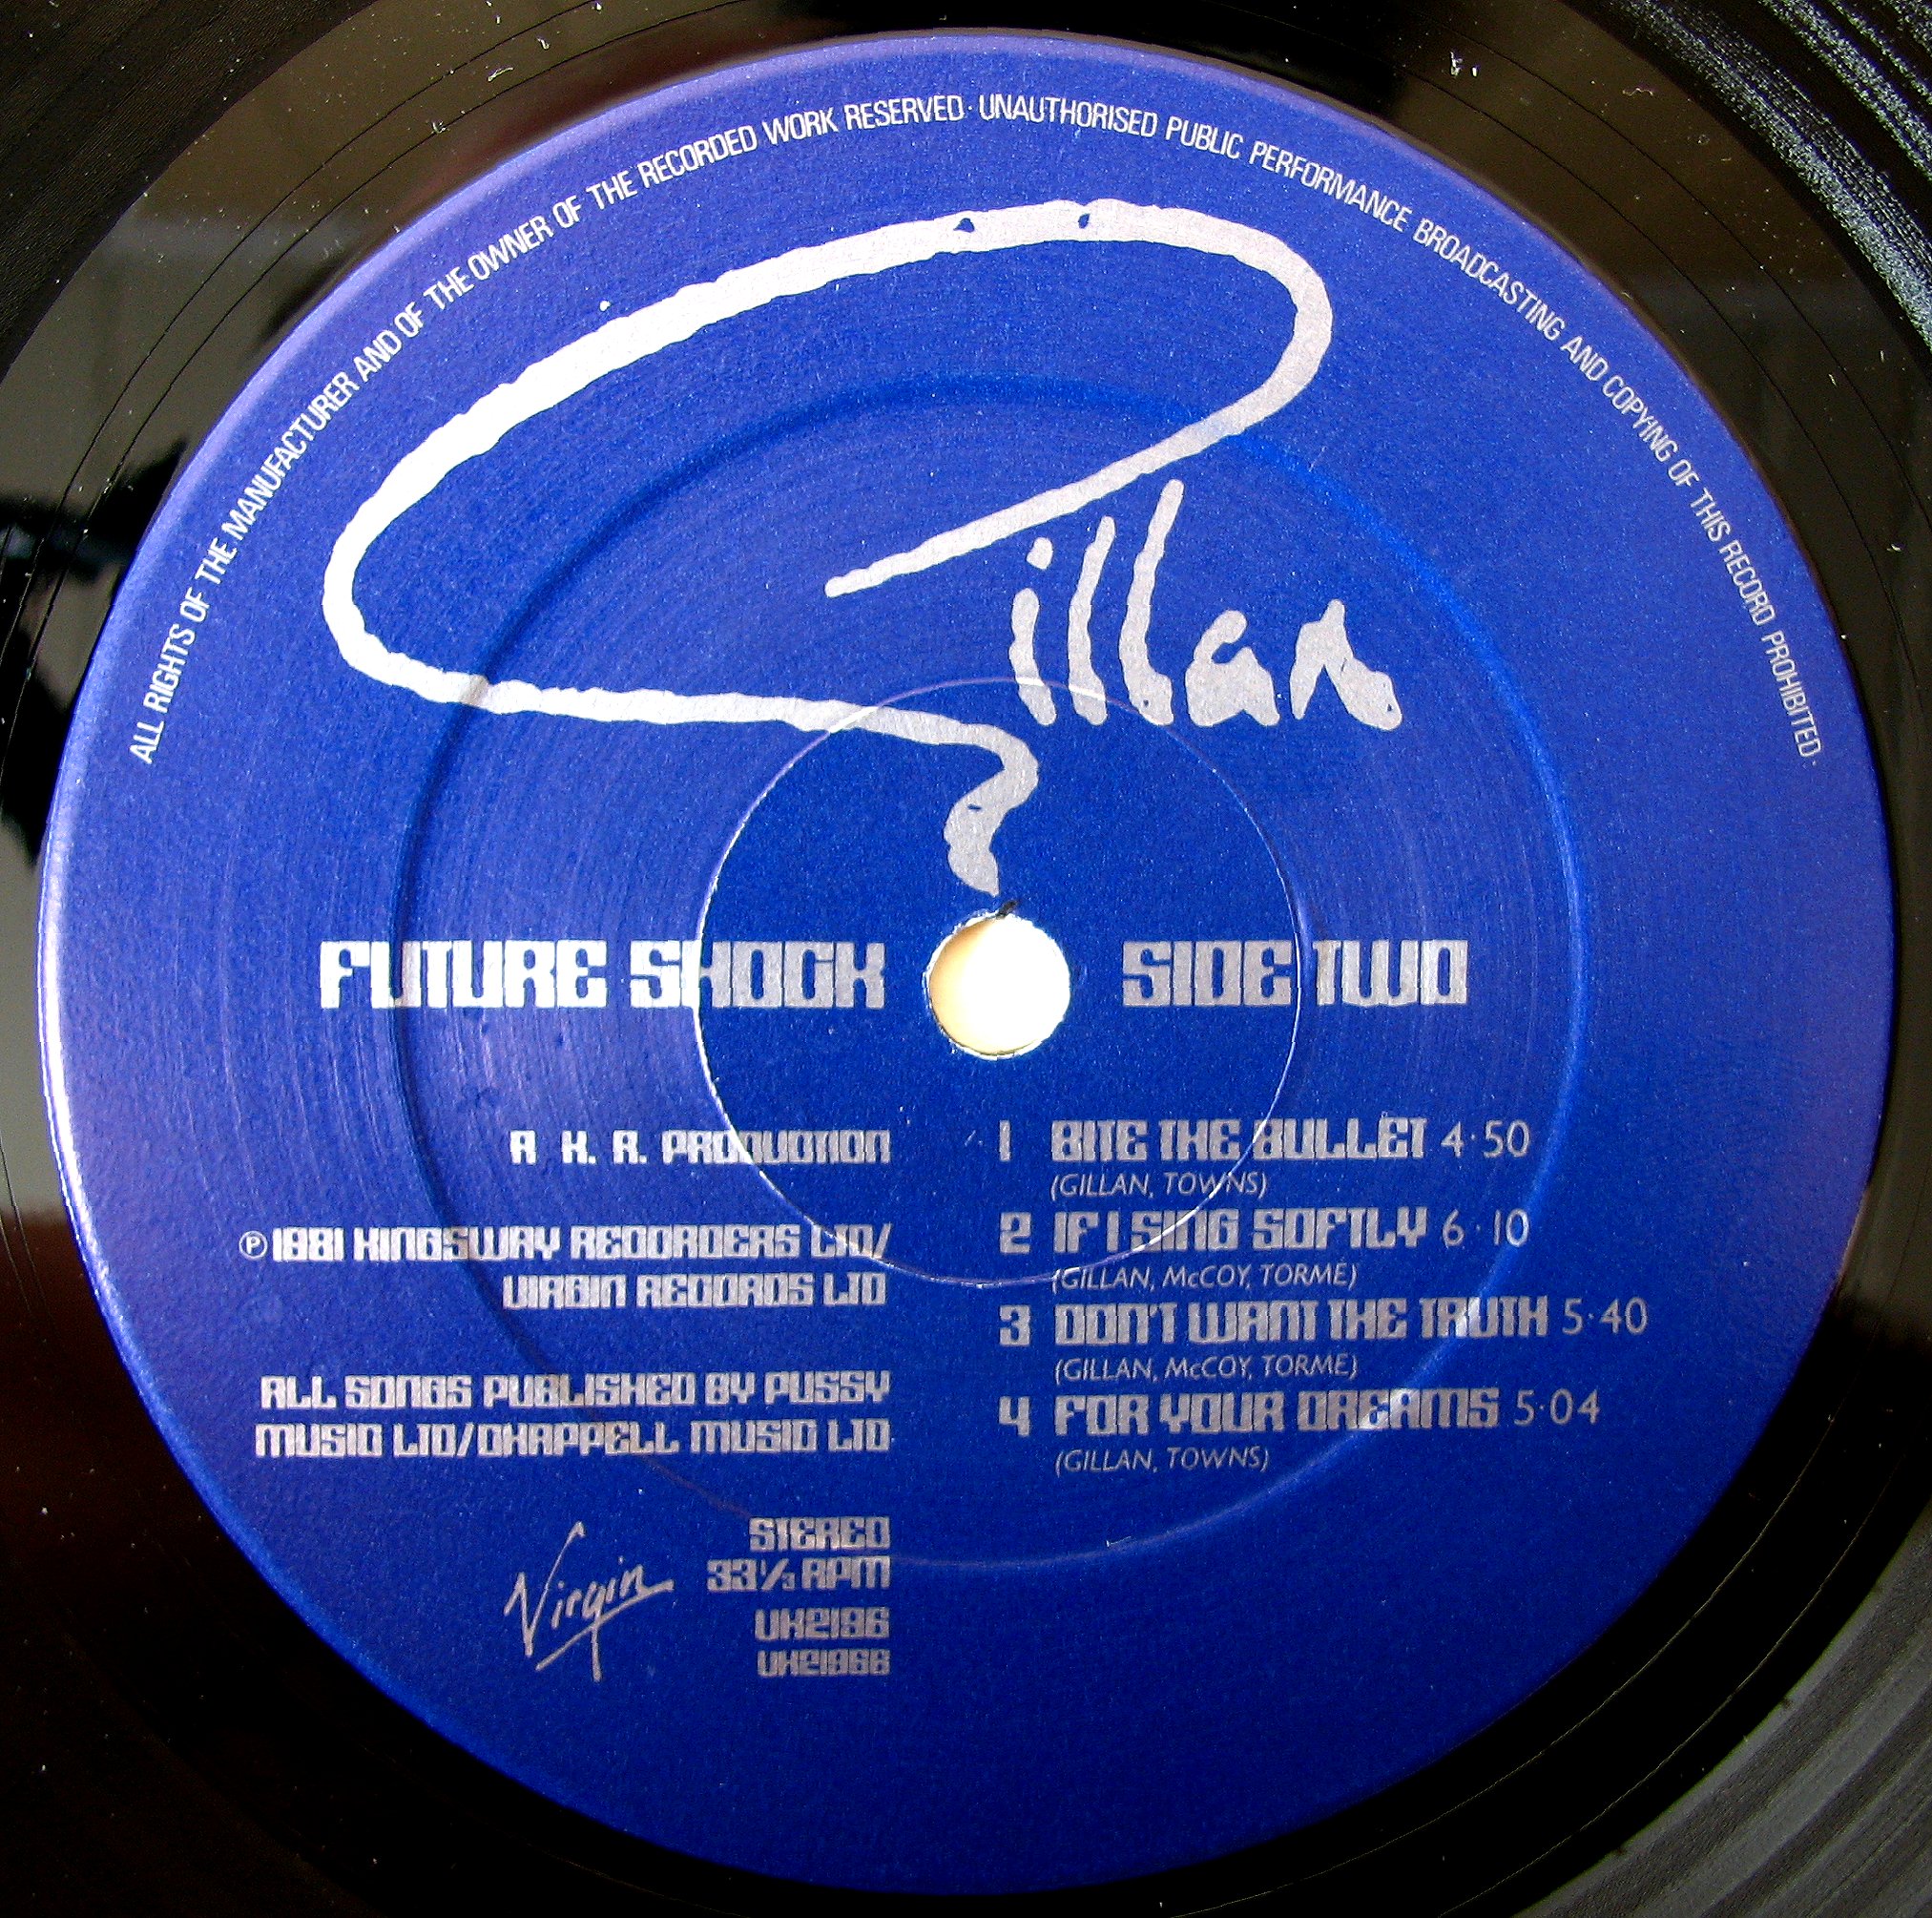 ALL RIGHTS OF THE MANUFACTURER AND OF THE OWNER OF THE RECORDED WORK RESERVED · UNAUTHORISED PUBLIC PERFORMANCE BROADCASTING AND COPYING OF THIS RECORD PROHIBITED ·
Gillan
FUTURE SHOCK
SIDE TWO
A K. R. PRODUCTION
℗ 1981 KINGSWAY RECORDERS LTD/
VIRGIN RECORDS LTD
ALL SONGS PUBLISHED BY PUSSY
MUSIC LTD/CHAPPELL MUSIC LTD.
1 BITE THE BULLET 4·50
(GILLAN, TOWNS)
2 IF I SING SOFTLY 6·10
(GILLAN, McCOY, TORMÉ)
3 DON'T WANT THE TRUTH 5·40
(GILLAN, McCOY, TORMÉ)
4 FOR YOUR DREAMS 5·04
(GILLAN, TOWNS)
Virgin
STEREO
33⅓ RPM
VK2196